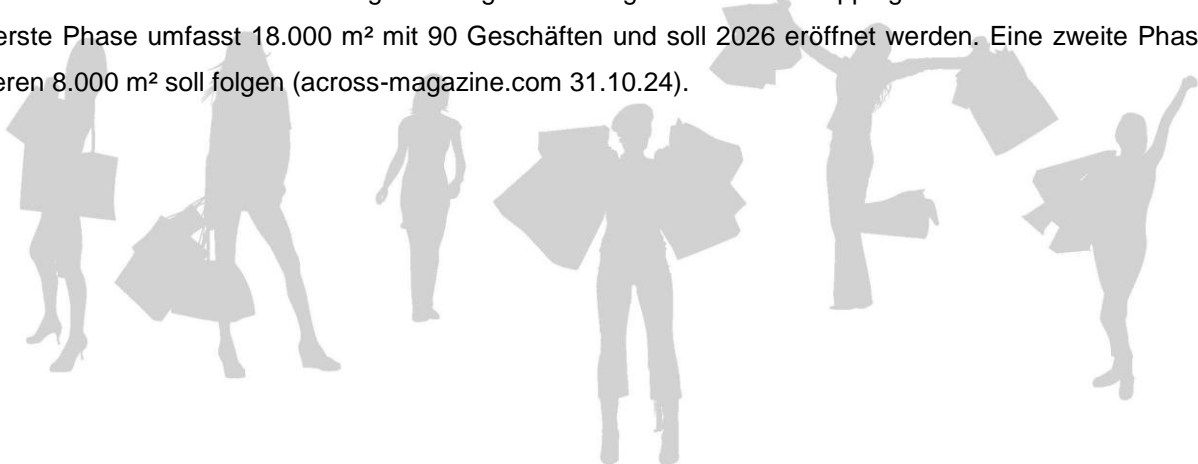 erste Phase umfasst 18.000 m² mit 90 Geschäften und soll 2026 eröffnet werden. Eine zweite Phas
eren 8.000 m² soll folgen (across-magazine.com 31.10.24).